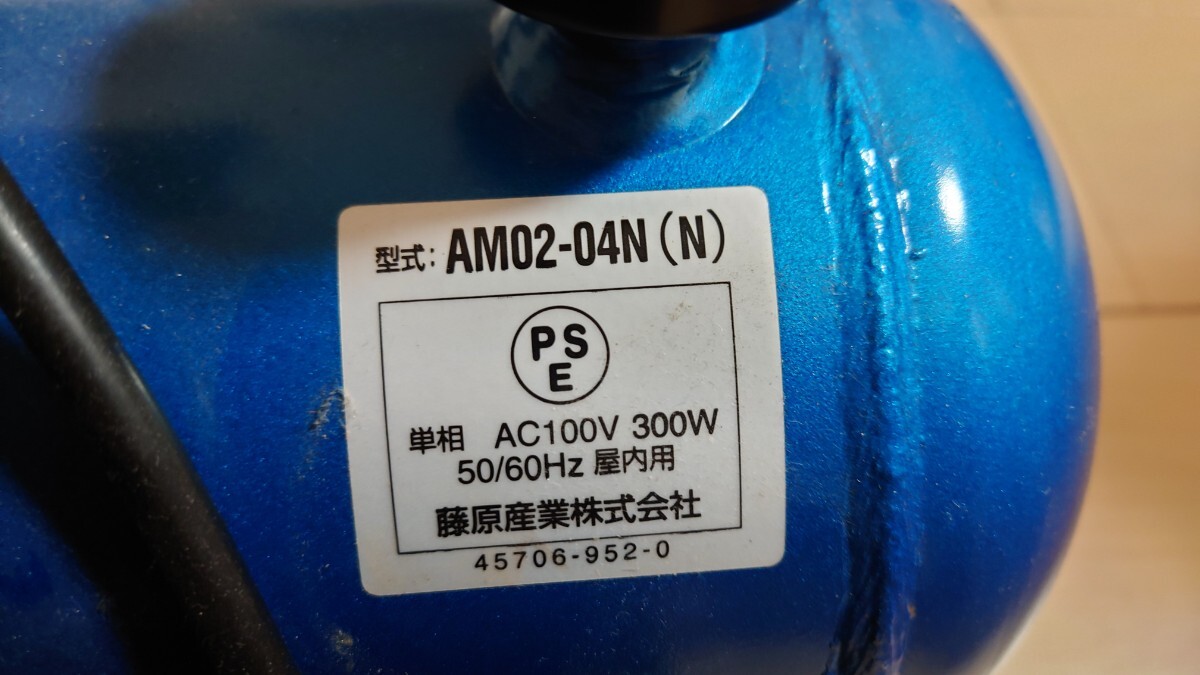 型式: AM02-04N(N)
PS
E
単相 AC100V 300W
50/60Hz 屋内用
藤原産業株式会社
45706-952-0